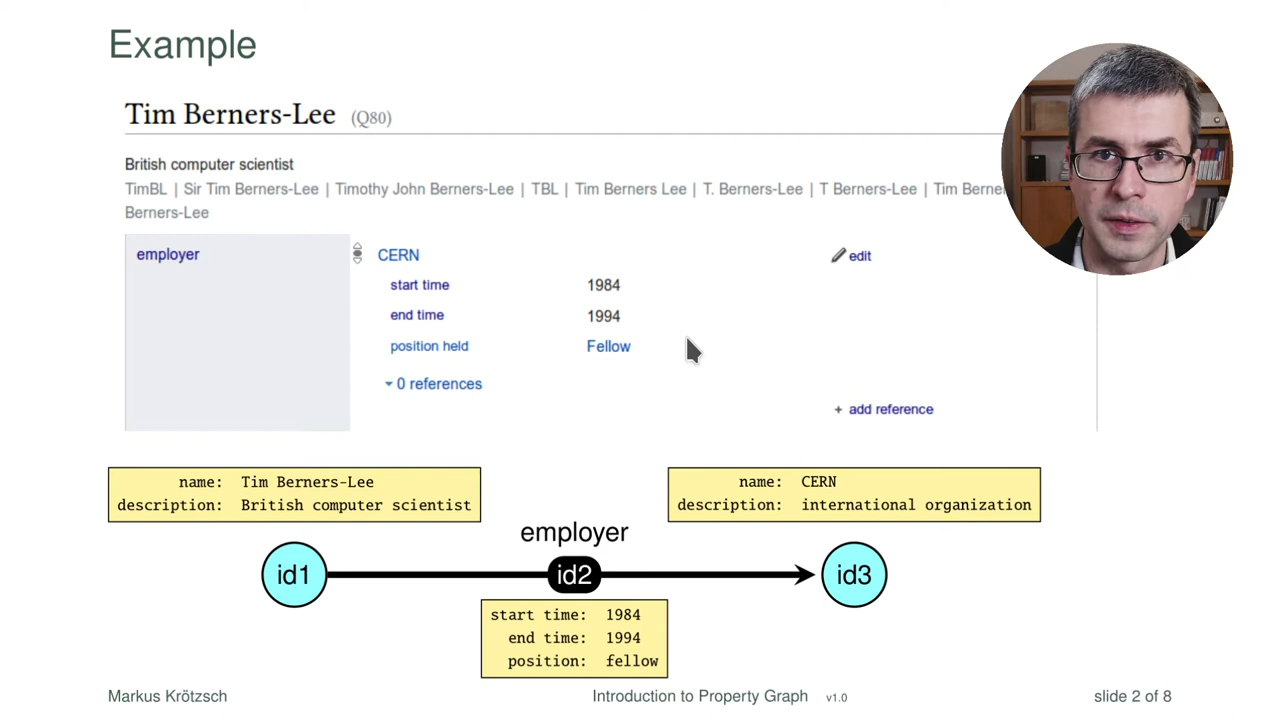 Example
Tim Berners-Lee (Q80)
British computer scientist
TimBL | Sir Tim Berners-Lee | Timothy John Berners-Lee | TBL | Tim Berners Lee | T. Berners-Lee | T Berners-Lee | Tim
Berners-Lee
employer
CERN
edit
start time 1984
end time 1994
position held Fellow
0 references
+ add reference
name: Tim Berners-Lee
description: British computer scientist
name: CERN
description: international organization
employer
id1
id2
id3
start time: 1984
end time: 1994
position: fellow
Markus Krötzsch
Introduction to Property Graph v1.0
slide 2 of 8